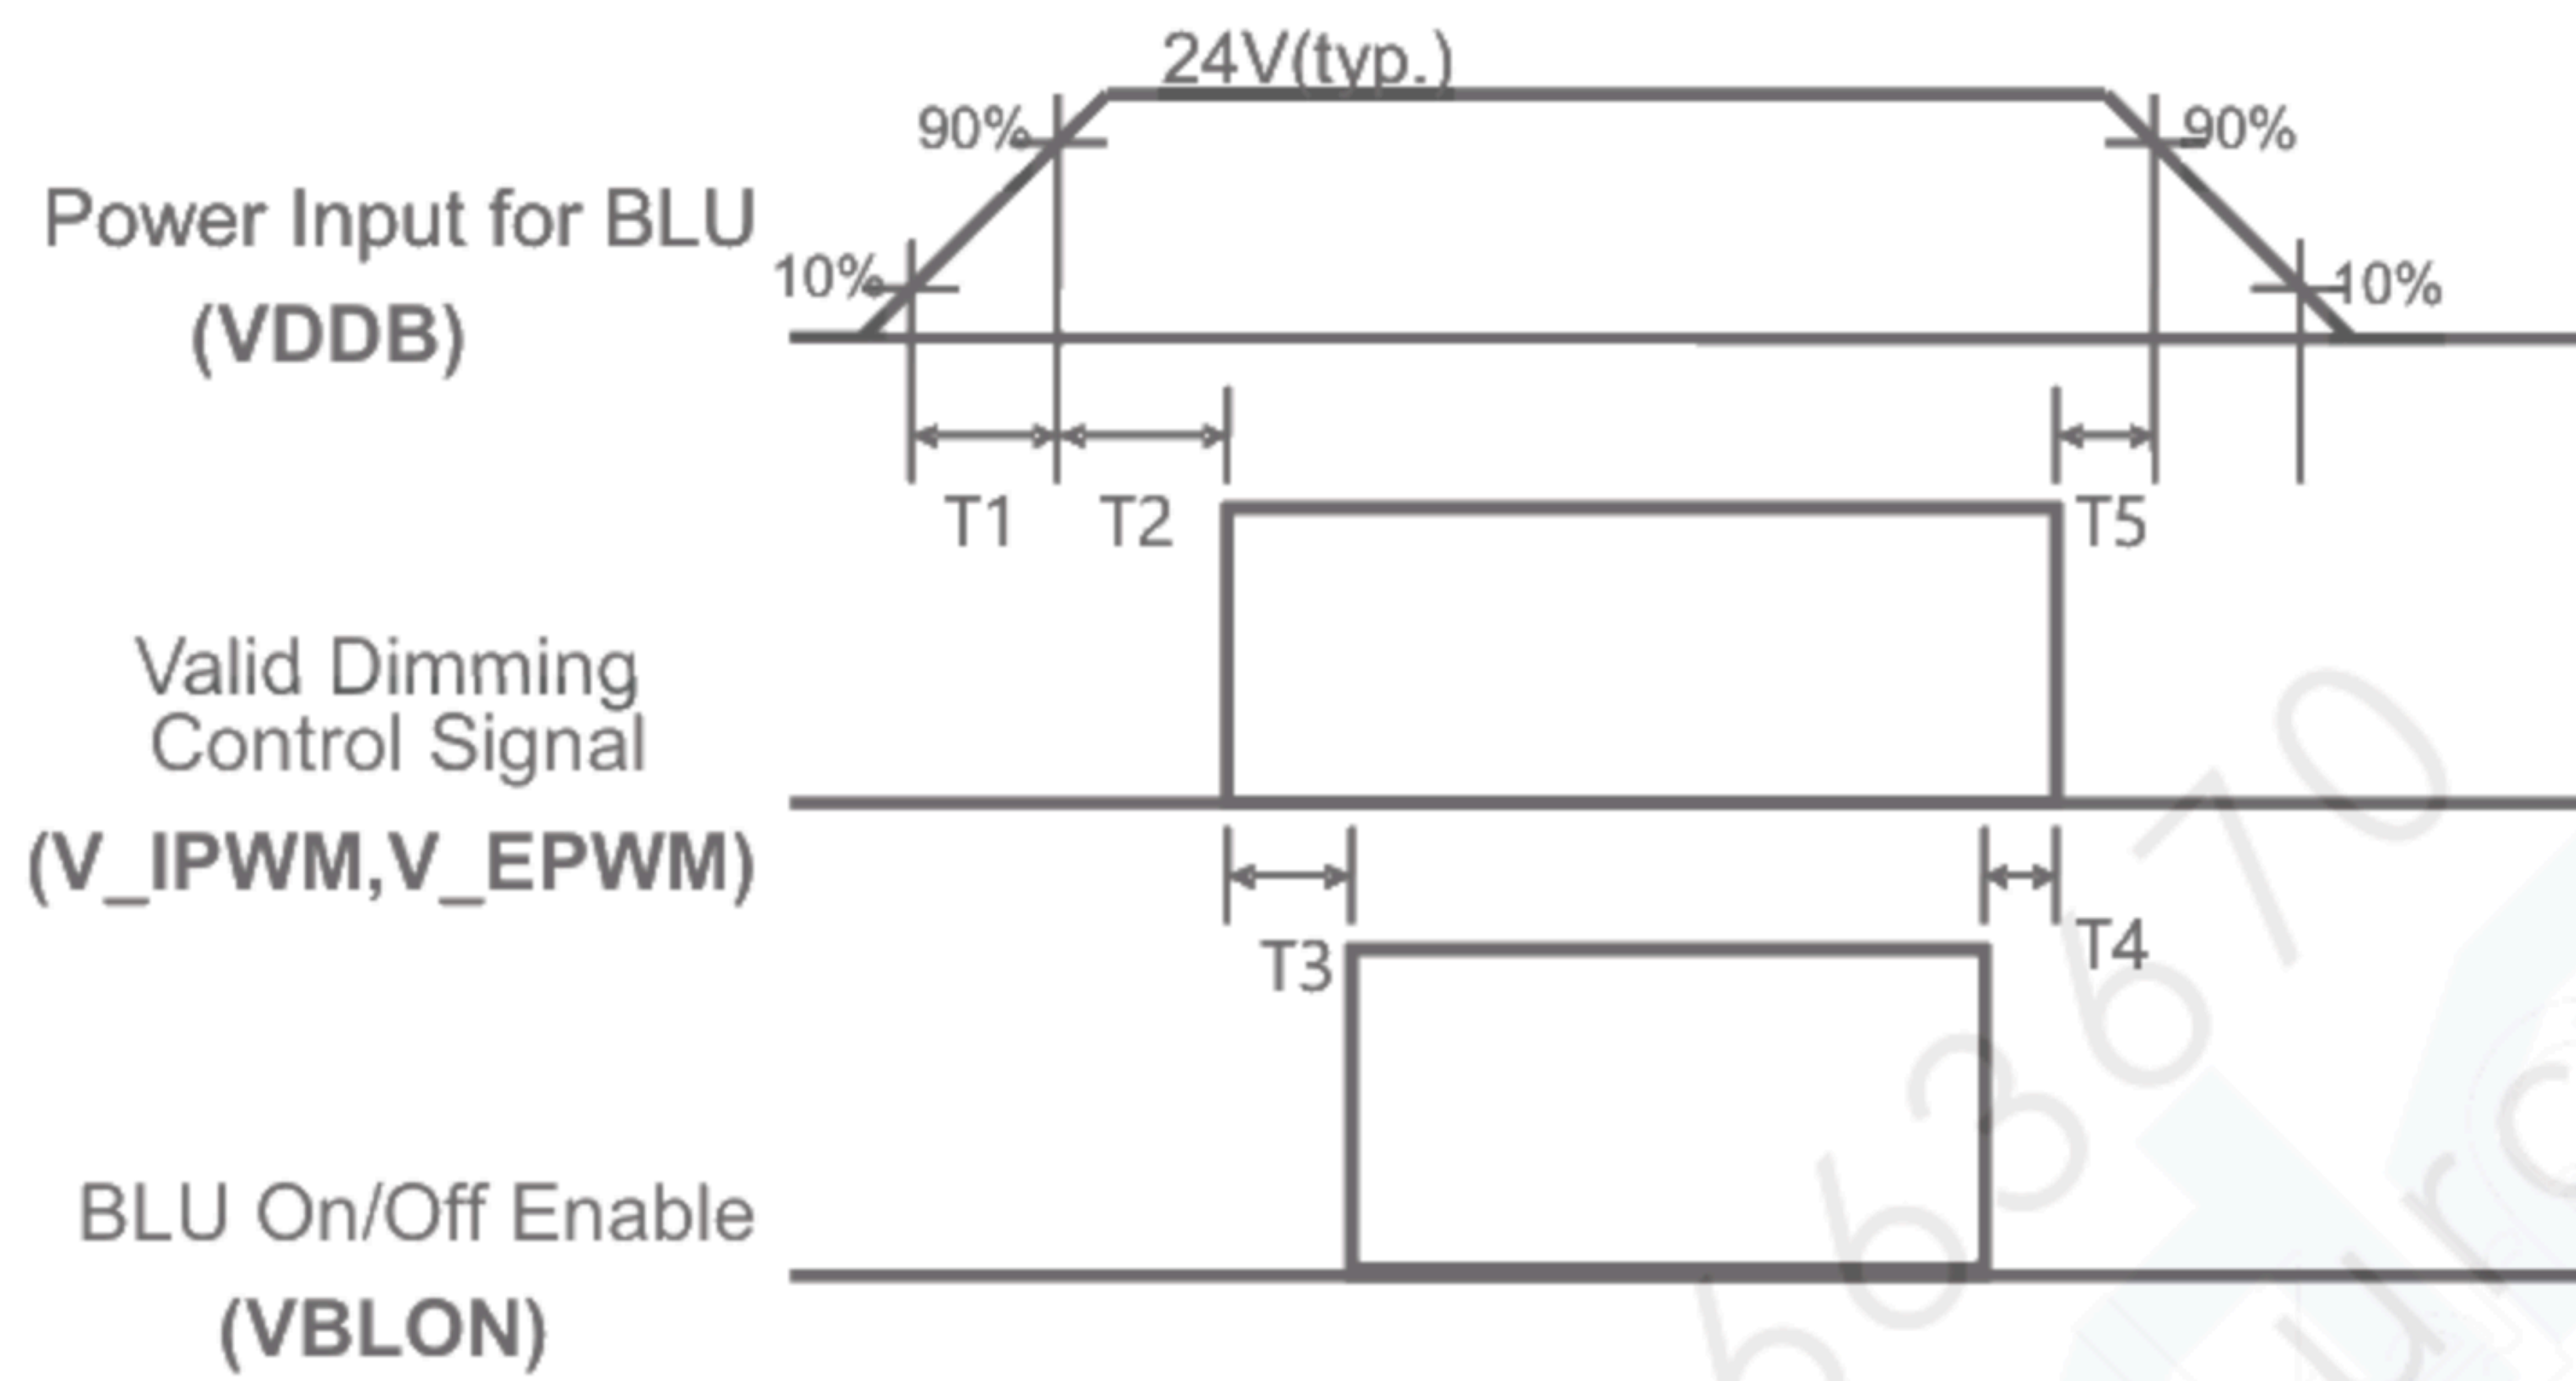 24V(typ.)
90%
90%
Power Input for BLU
10%
10%
(VDDB)
T1
T2
T5
Valid Dimming
Control Signal
(V_IPWM,V_EPWM)
T3
T4
BLU On/Off Enable
(VBLON)
63670